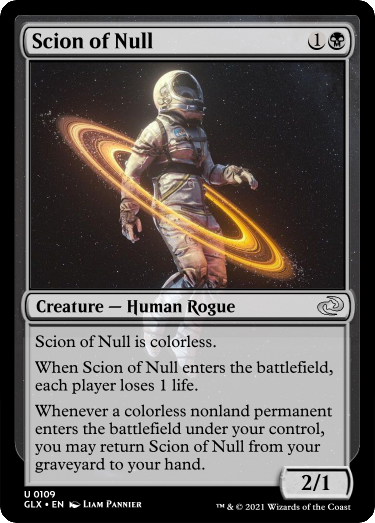 Scion of Null 1
Creature — Human Rogue
Scion of Null is colorless.
When Scion of Null enters the battlefield,
each player loses 1 life.
Whenever a colorless nonland permanent
enters the battlefield under your control,
you may return Scion of Null from your
graveyard to your hand.
2/1
U 0109
GLX • EN Liam Pannier
™ & © 2021 Wizards of the Coast